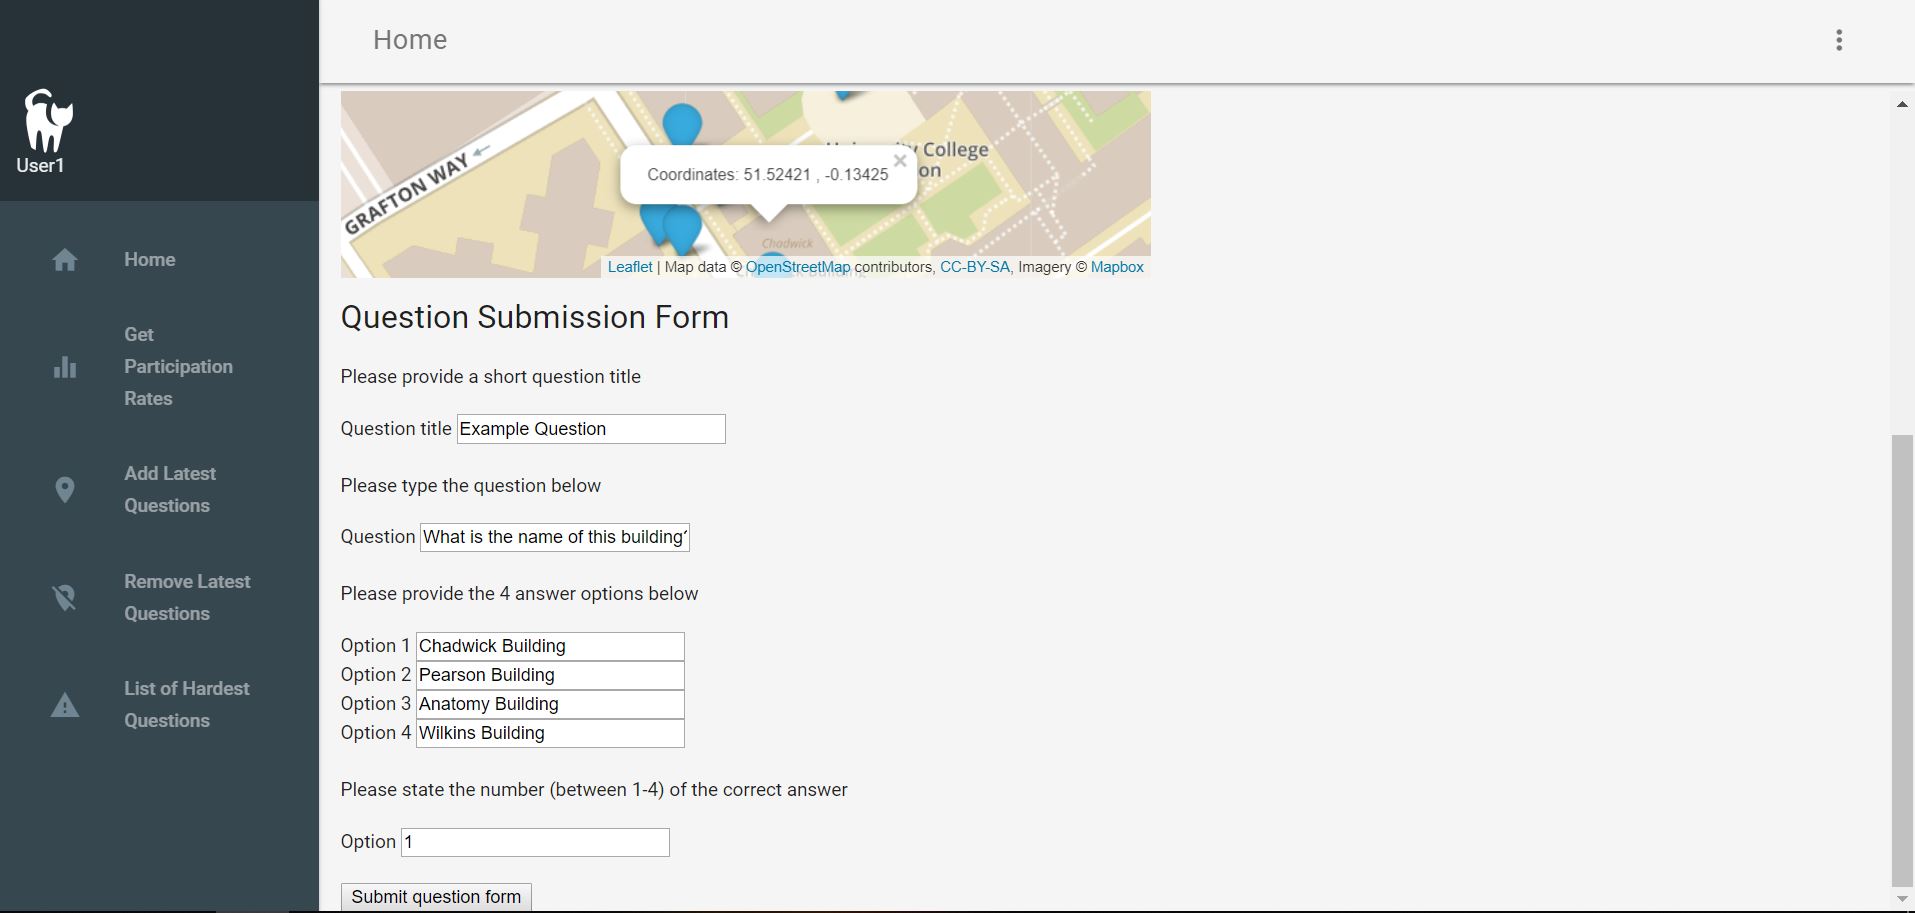 Home
User1
Home
Get
Participation
Rates
Add Latest
Questions
Remove Latest
Questions
List of Hardest
Questions
GRAFTON WAY
College
on
Coordinates: 51.52421 , -0.13425 ×
Chadwick
Leaflet | Map data © OpenStreetMap contributors, CC-BY-SA, Imagery © Mapbox
Question Submission Form
Please provide a short question title
Question title Example Question
Please type the question below
Question What is the name of this building?
Please provide the 4 answer options below
Option 1 Chadwick Building
Option 2 Pearson Building
Option 3 Anatomy Building
Option 4 Wilkins Building
Please state the number (between 1-4) of the correct answer
Option 1
Submit question form